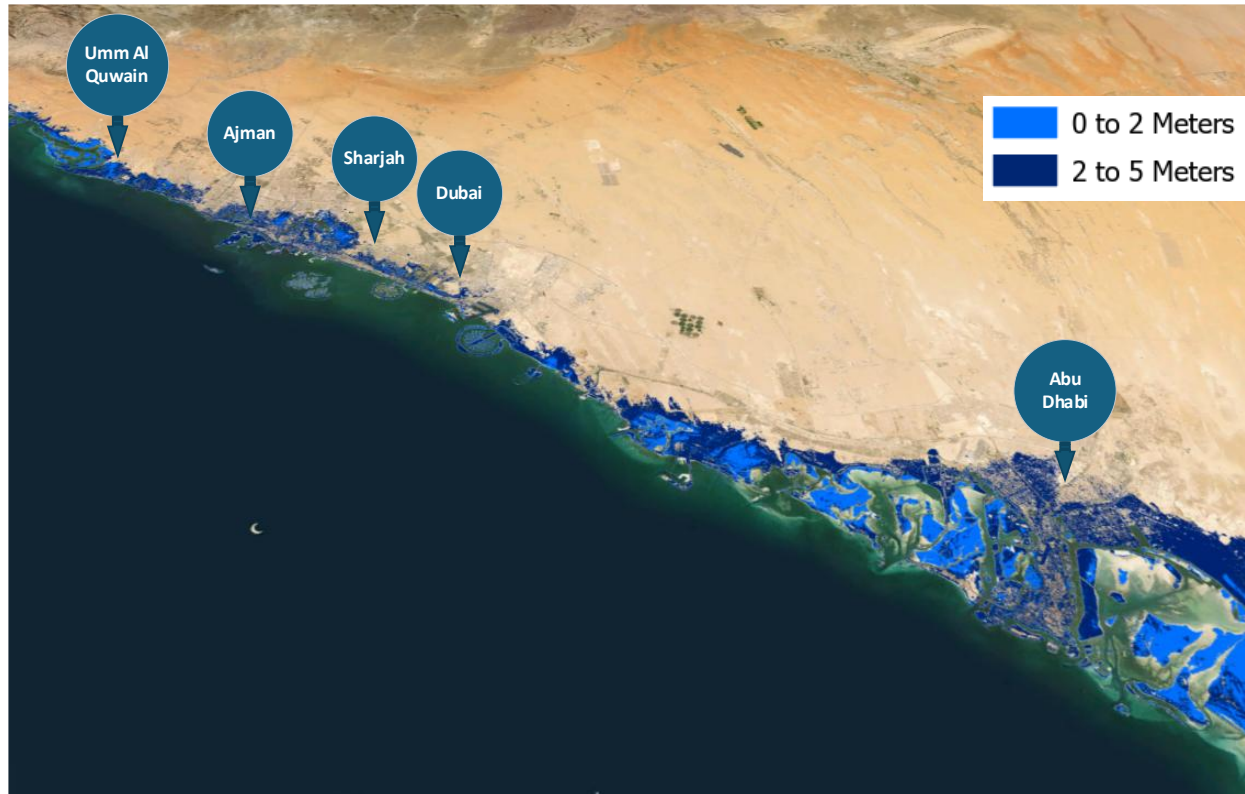 Umm Al
Quwain
Ajman
Sharjah
Dubai
Abu
Dhabi
0 to 2 Meters
2 to 5 Meters